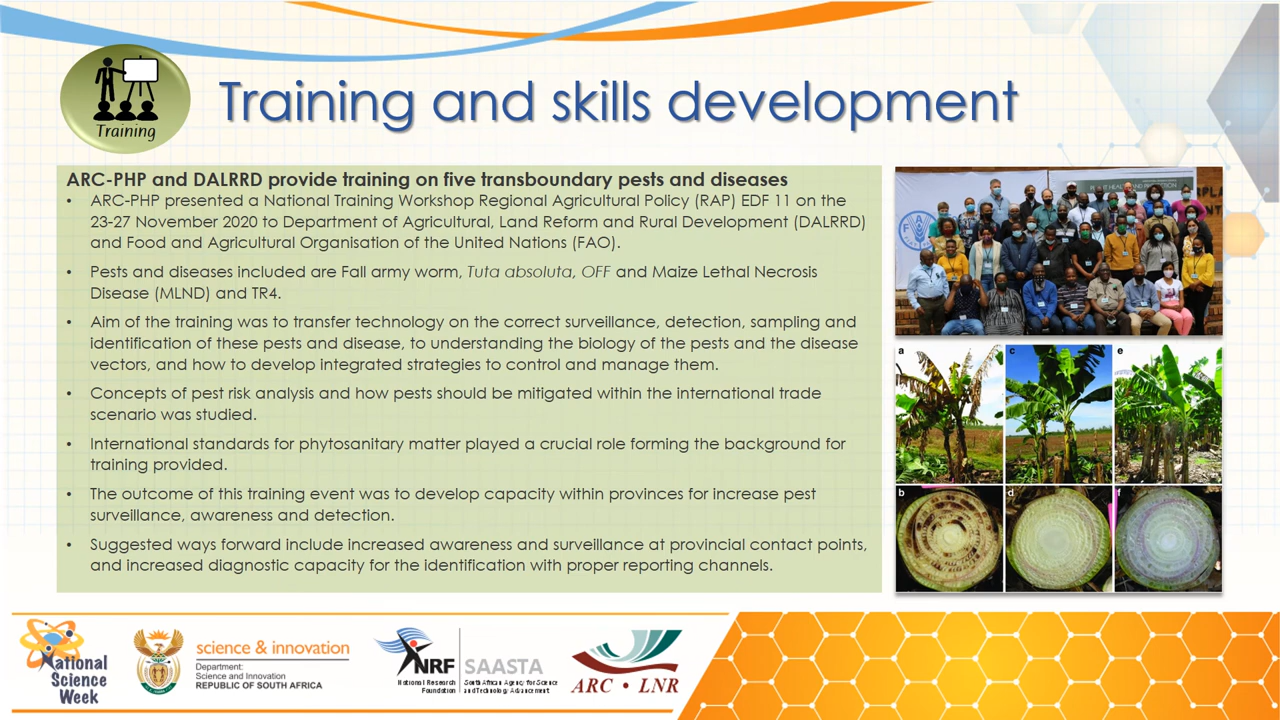 Training
Training and skills development
ARC-PHP and DALRRD provide training on five transboundary pests and diseases
• ARC-PHP presented a National Training Workshop Regional Agricultural Policy (RAP) EDF 11 on the
23-27 November 2020 to Department of Agricultural, Land Reform and Rural Development (DALRRD)
and Food and Agricultural Organisation of the United Nations (FAO).
• Pests and diseases included are Fall army worm, Tuta absoluta, OFF and Maize Lethal Necrosis
Disease (MLND) and TR4.
• Aim of the training was to transfer technology on the correct surveillance, detection, sampling and
identification of these pests and disease, to understanding the biology of the pests and the disease
vectors, and how to develop integrated strategies to control and manage them.
• Concepts of pest risk analysis and how pests should be mitigated within the international trade
scenario was studied.
• International standards for phytosanitary matter played a crucial role forming the background for
training provided.
• The outcome of this training event was to develop capacity within provinces for increase pest
surveillance, awareness and detection.
• Suggested ways forward include increased awareness and surveillance at provincial contact points,
and increased diagnostic capacity for the identification with proper reporting channels.
a
c
e
b
d
f
National
Science
Week
science & innovation
Department:
Science and Innovation
REPUBLIC OF SOUTH AFRICA
NRF
National Research
Foundation
SAASTA
South African Agency for Science
and Technology Advancement
ARC • LNR